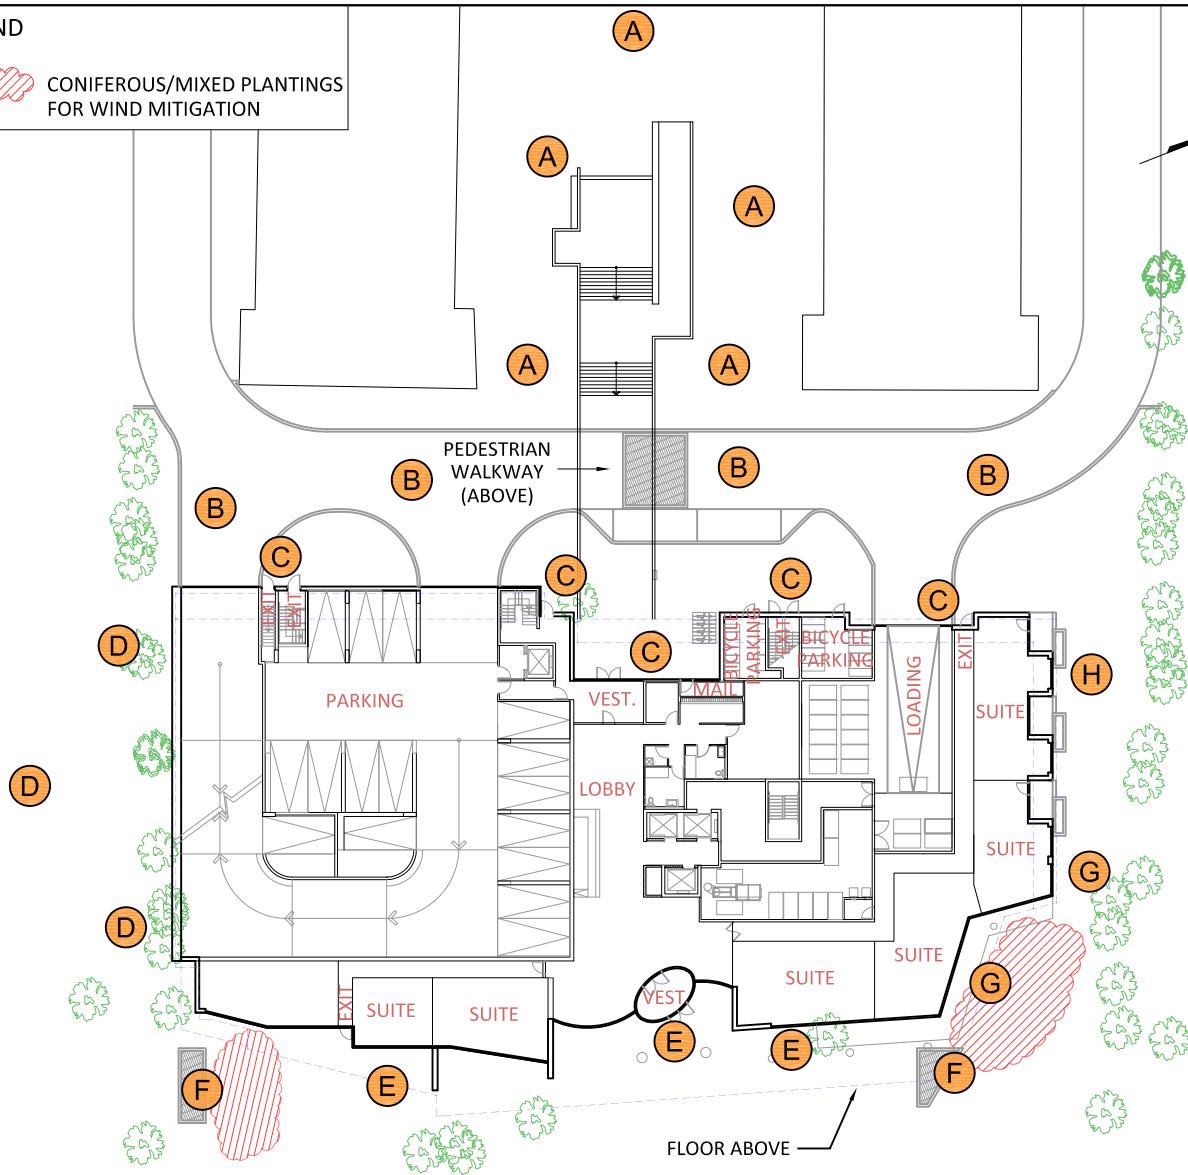 ND
CONIFEROUS/MIXED PLANTINGS
FOR WIND MITIGATION
A
A
A
A
A
PEDESTRIAN
WALKWAY
(ABOVE)
B
B
B
B
C
C
C
C
C
EXIT
EXIT
BICYCLE
PARKING
EXIT
BICYCLE
PARKING
EXIT
D
H
PARKING
VEST.
MAIL
LOADING
SUITE
D
LOBBY
SUITE
G
D
SUITE
SUITE
G
EXIT
SUITE
SUITE
VEST.
E
E
E
F
F
FLOOR ABOVE